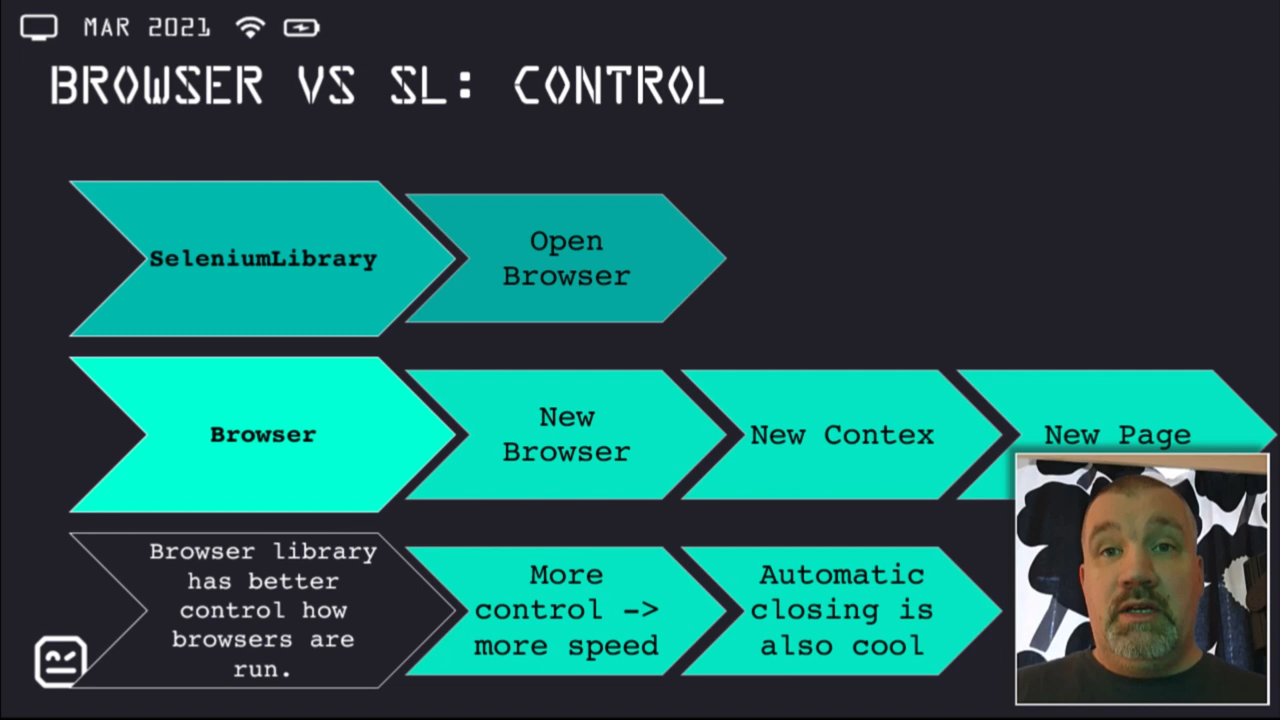 MAR 2021
BROWSER VS SL: CONTROL
SeleniumLibrary
Open
Browser
Browser
New
Browser
New Contex
New Page
Browser library
has better
control how
browsers are
run.
More
control ->
more speed
Automatic
closing is
also cool